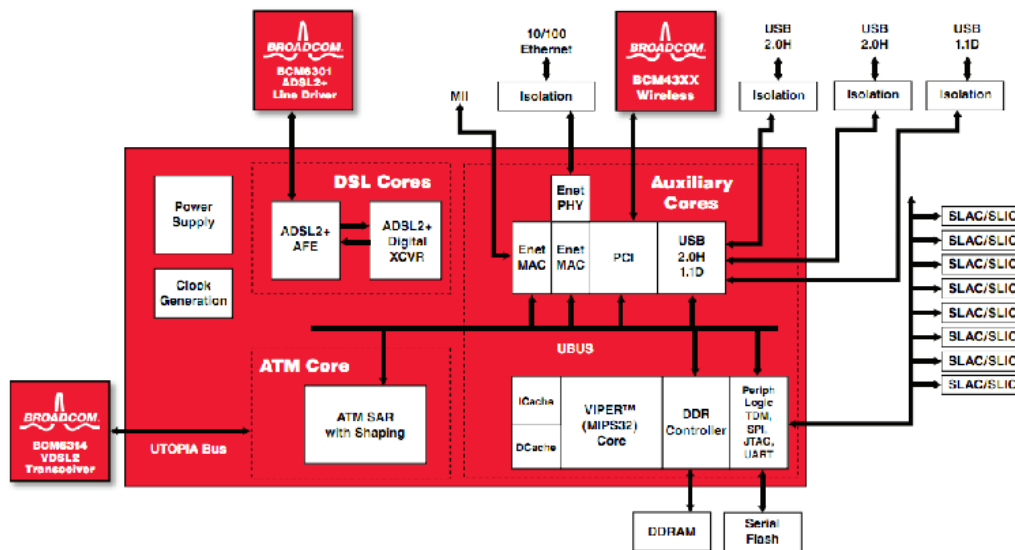 BROADCOM.
BCM6301
ADSL2+
Line Driver
10/100
Ethernet
Isolation
MII
BROADCOM.
BCM43XX
Wireless
USB
2.0H
Isolation
USB
2.0H
Isolation
USB
1.1D
Isolation
Power
Supply
Clock
Generation
DSL Cores
ADSL2+
AFE
ADSL2+
Digital
XCVR
Auxiliary
Cores
Enet
PHY
Enet
MAC
Enet
MAC
PCI
USB
2.0H
1.1D
UBUS
ATM Core
ATM SAR
with Shaping
BROADCOM.
BCM6314
VDSL2
Transceiver
UTOPIA Bus
ICache
DCache
VIPER™
(MIPS32)
Core
DDR
Controller
Periph
Logic
TDM,
SPI,
JTAG,
UART
DDRAM
Serial
Flash
SLAC/SLIC
SLAC/SLIC
SLAC/SLIC
SLAC/SLIC
SLAC/SLIC
SLAC/SLIC
SLAC/SLIC
SLAC/SLIC